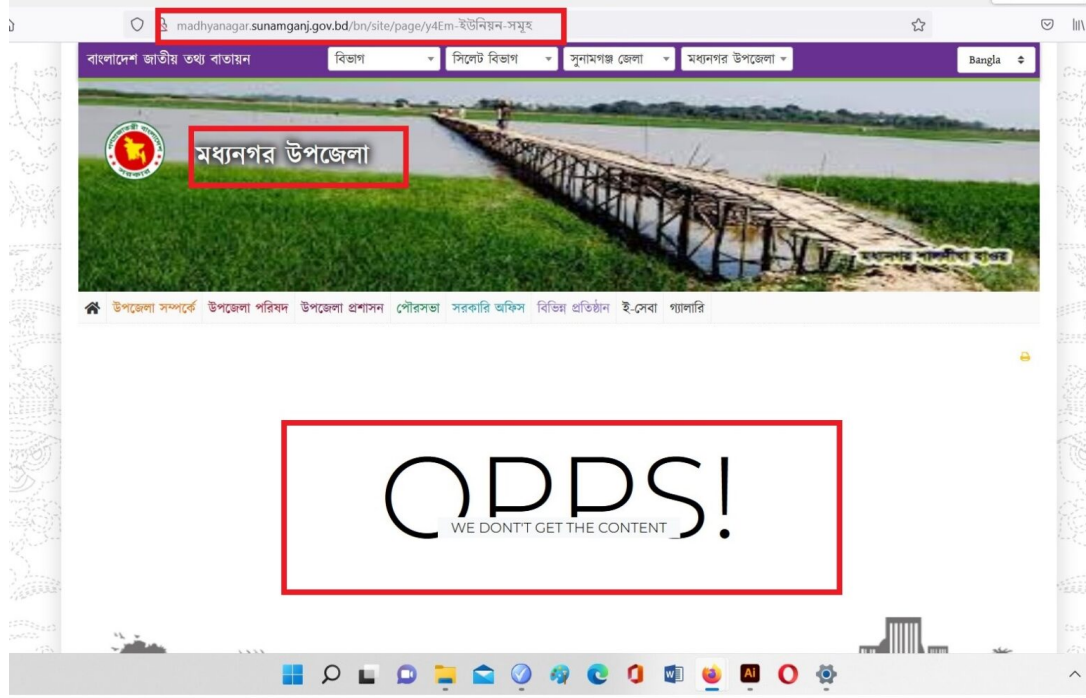 madhyanagar.sunamganj.gov.bd/bn/site/page/y4Em-ইউনিয়ন-সমূহ
বাংলাদেশ জাতীয় তথ্য বাতায়ন বিভাগ সিলেট বিভাগ সুনামগঞ্জ জেলা মধ্যনগর উপজেলা Bangla
মধ্যনগর উপজেলা
উপজেলা সম্পর্কে উপজেলা পরিষদ উপজেলা প্রশাসন পৌরসভা সরকারি অফিস বিভিন্ন প্রতিষ্ঠান ই-সেবা গ্যালারি
OPPS!
WE DONT'T GET THE CONTENT
Ai